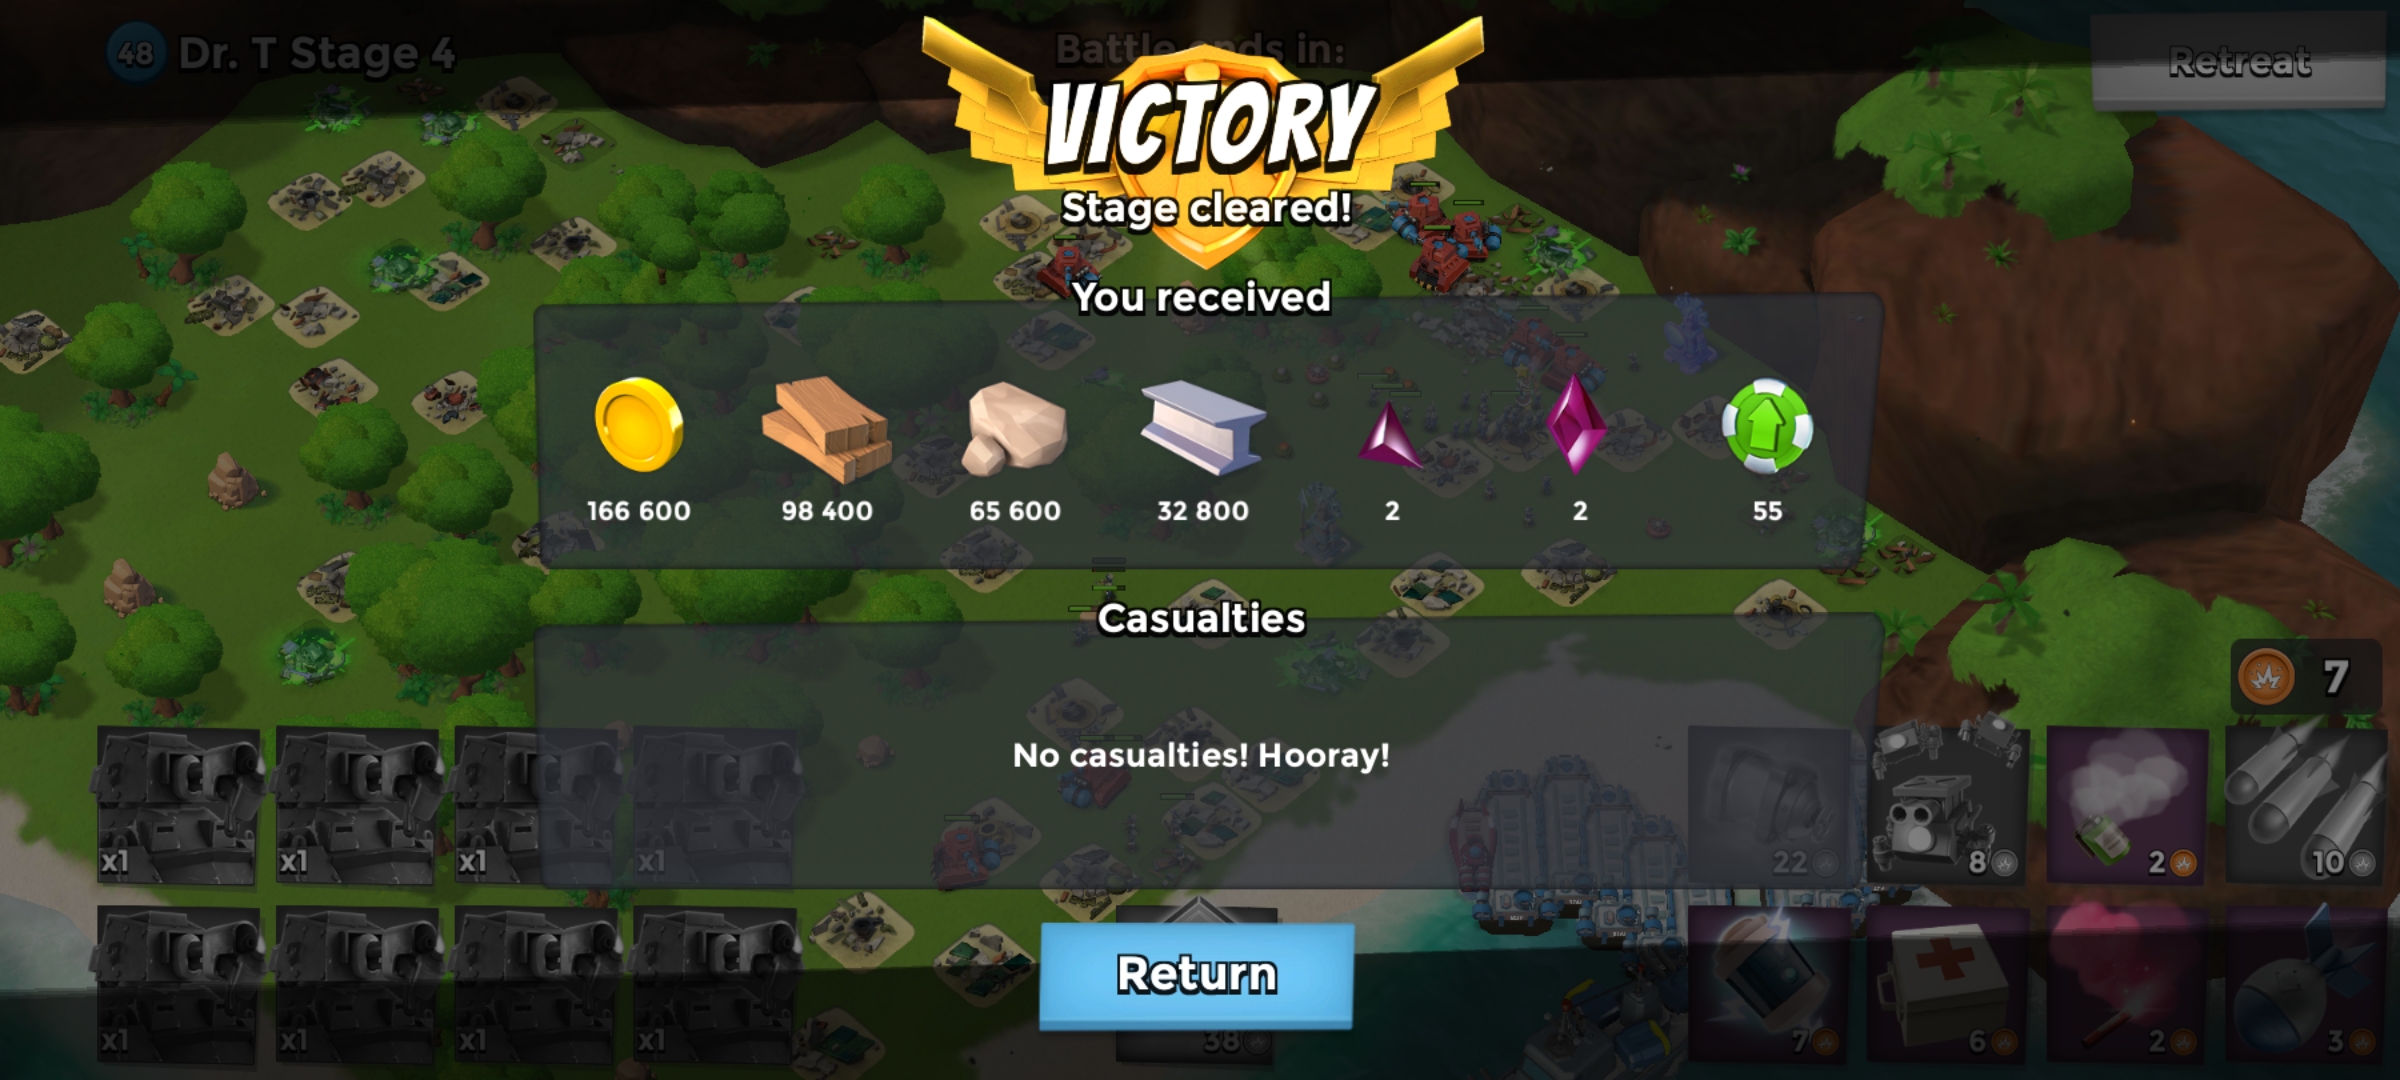 48 Dr. T Stage 4
Battle ends in:
Retreat
VICTORY
Stage cleared!
You received
166 600
98 400
65 600
32 800
2
2
55
Casualties
No casualties! Hooray!
7
x1
x1
x1
x1
22
8
2
10
x1
x1
x1
x1
Return
38
7
6
2
3